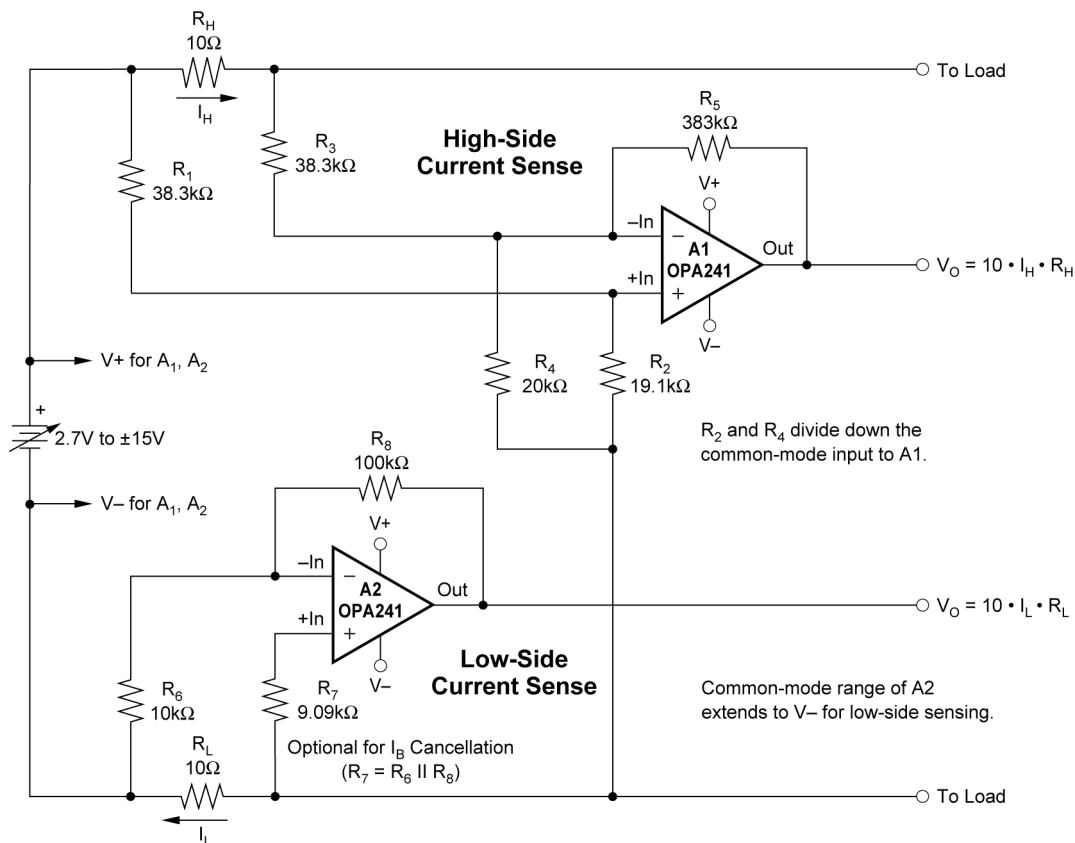 R_H
10Ω
To Load
I_H
R_5
383kΩ
High-Side
Current Sense
R_3
38.3kΩ
R_1
38.3kΩ
V+
–In
–
A1
OPA241
Out
V_O = 10 • I_H • R_H
+In
+
V–
V+ for A_1, A_2
R_4
20kΩ
R_2
19.1kΩ
+
2.7V to ±15V
R_8
100kΩ
R_2 and R_4 divide down the
common-mode input to A1.
V– for A_1, A_2
V+
–In
–
A2
OPA241
Out
V_O = 10 • I_L • R_L
+In
+
V–
Low-Side
Current Sense
R_6
10kΩ
R_7
9.09kΩ
Common-mode range of A2
extends to V– for low-side sensing.
R_L
10Ω
Optional for I_B Cancellation
(R_7 = R_6 II R_8)
To Load
I_L